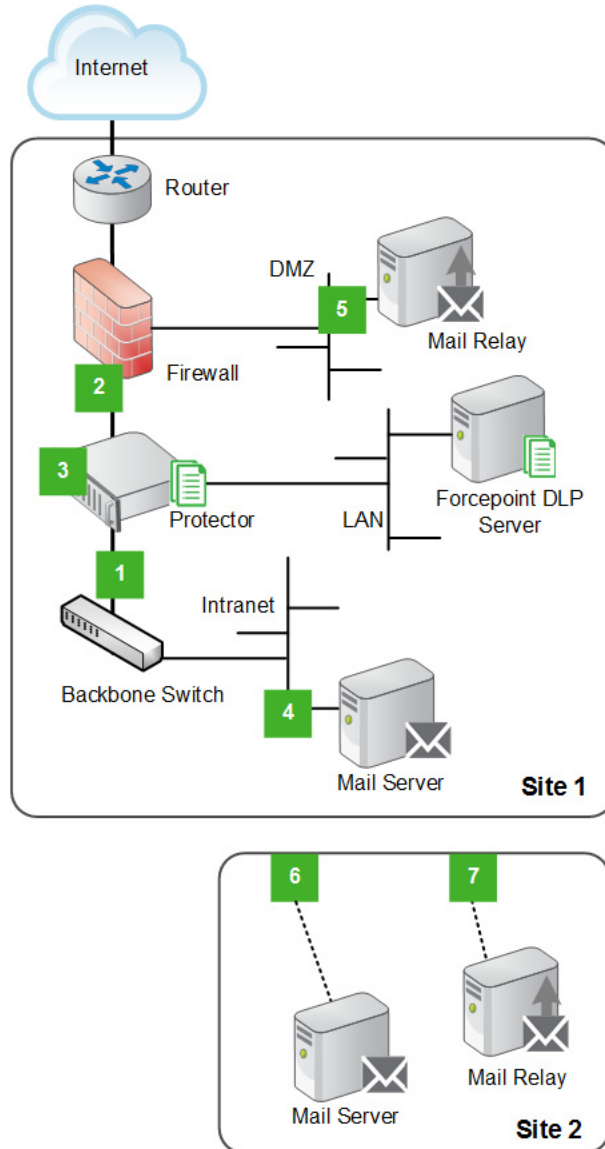 Internet
Router
DMZ
5
Mail Relay
Firewall
2
3
Protector
LAN
Forcepoint DLP
Server
1
Intranet
Backbone Switch
4
Mail Server
Site 1
6
7
Mail Server
Mail Relay
Site 2